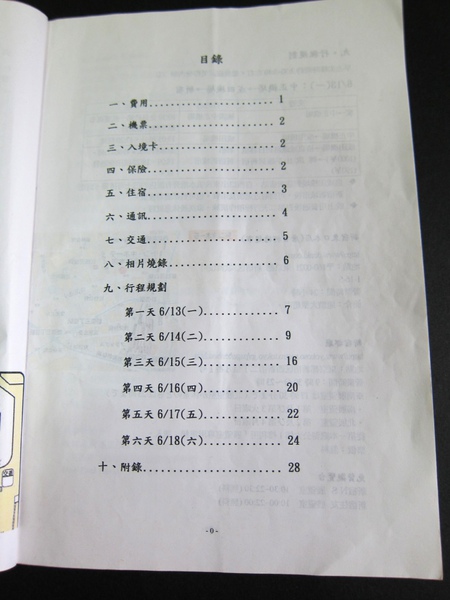 目錄
一、費用....................... 1
二、機票....................... 2
三、入境卡..................... 2
四、保險....................... 2
五、住宿....................... 3
六、通訊....................... 4
七、交通....................... 5
八、相片燒錄................... 6
九、行程規劃
第一天 6/13(一)............. 7
第二天 6/14(二)............. 9
第三天 6/15(三)............. 16
第四天 6/16(四)............. 20
第五天 6/17(五)............. 22
第六天 6/18(六)............. 24
十、附錄....................... 28
-0-